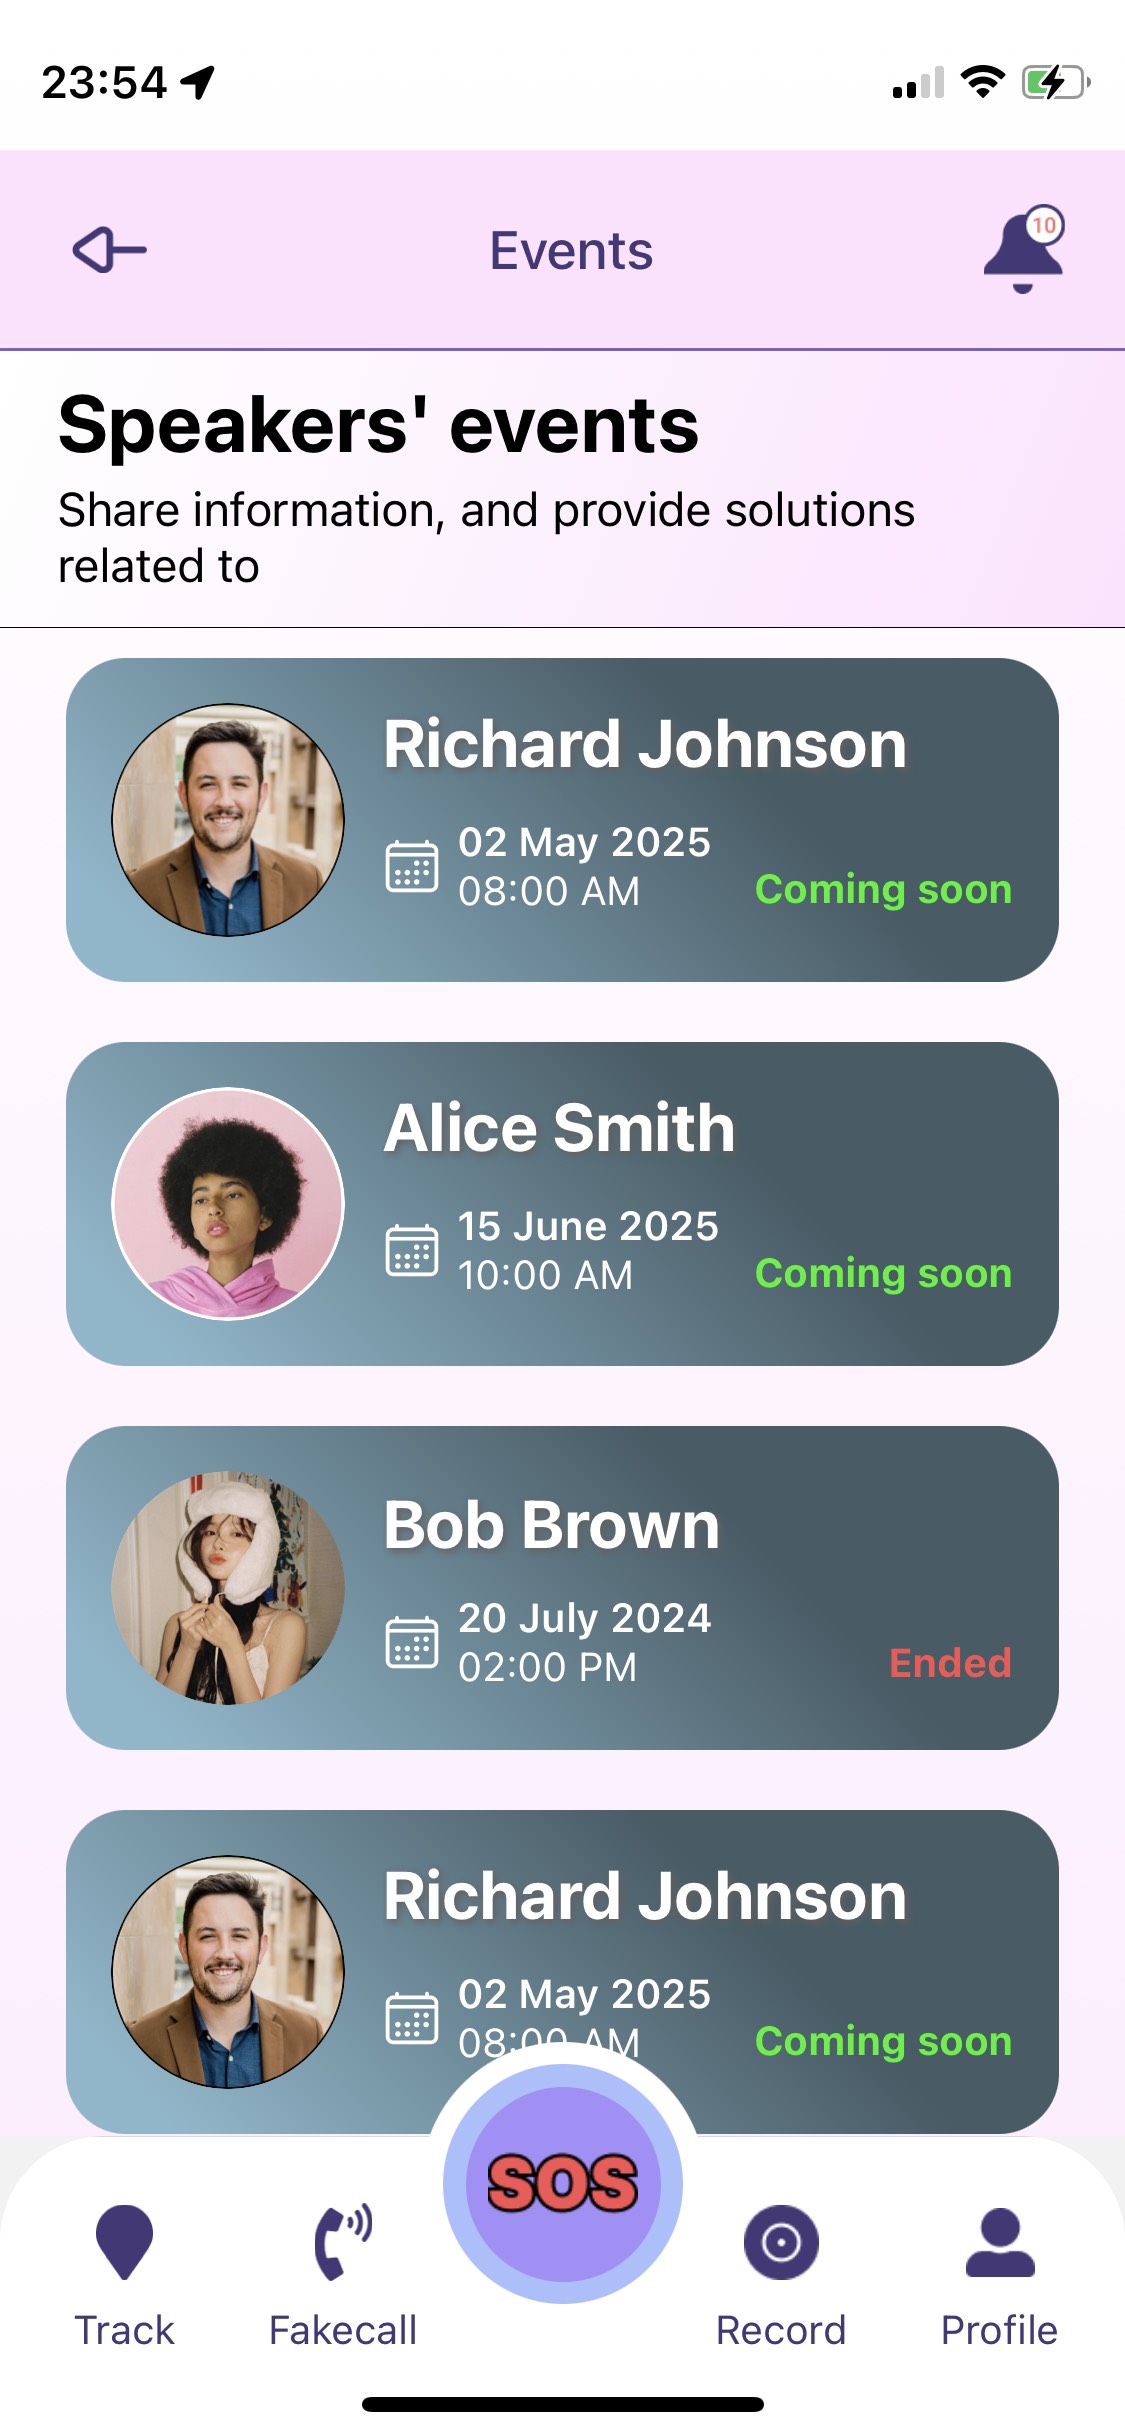 23:54
Events
10
Speakers' events
Share information, and provide solutions
related to
Richard Johnson
02 May 2025
08:00 AM
Coming soon
Alice Smith
15 June 2025
10:00 AM
Coming soon
Bob Brown
20 July 2024
02:00 PM
Ended
Richard Johnson
02 May 2025
08:00 AM
Coming soon
SOS
Track
Fakecall
Record
Profile